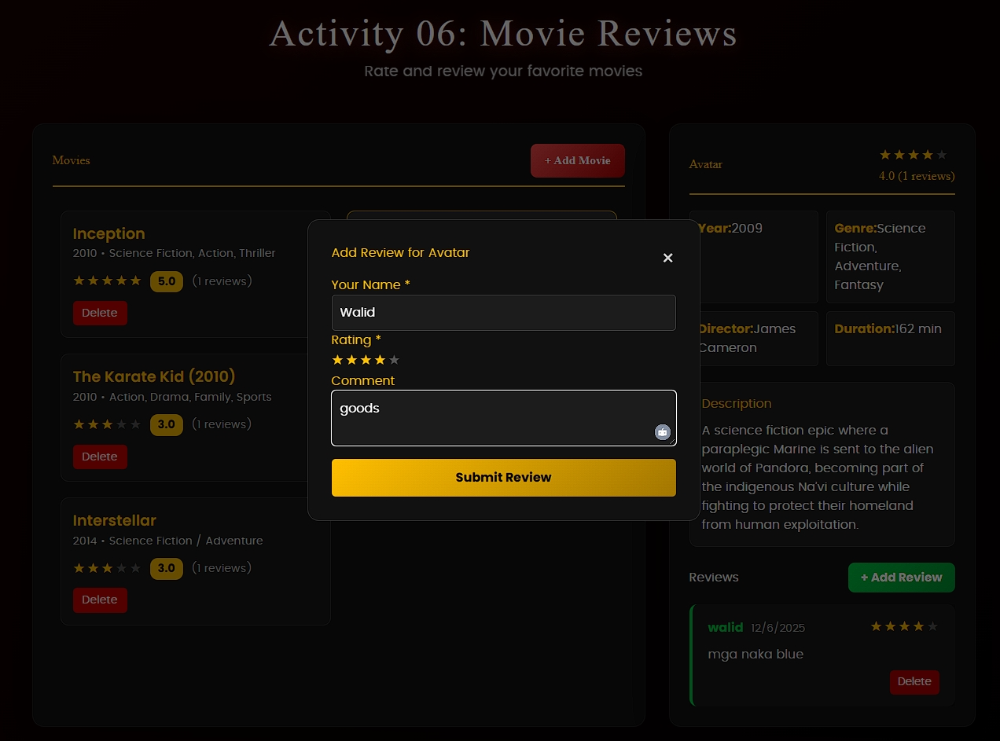 Activity 06: Movie Reviews
Rate and review your favorite movies
Movies
+ Add Movie
Inception
2010 • Science Fiction, Action, Thriller
5.0 (1 reviews)
Delete
The Karate Kid (2010)
2010 • Action, Drama, Family, Sports
3.0 (1 reviews)
Delete
Interstellar
2014 • Science Fiction / Adventure
3.0 (1 reviews)
Delete
Add Review for Avatar
×
Your Name *
Walid
Rating *
Comment
goods
Submit Review
Avatar
4.0 (1 reviews)
Year:2009
Genre:Science
Fiction,
Adventure,
Fantasy
Director:James
Cameron
Duration:162 min
Description
A science fiction epic where a
paraplegic Marine is sent to the alien
world of Pandora, becoming part of
the indigenous Na'vi culture while
fighting to protect their homeland
from human exploitation.
Reviews
+ Add Review
walid 12/6/2025
mga naka blue
Delete